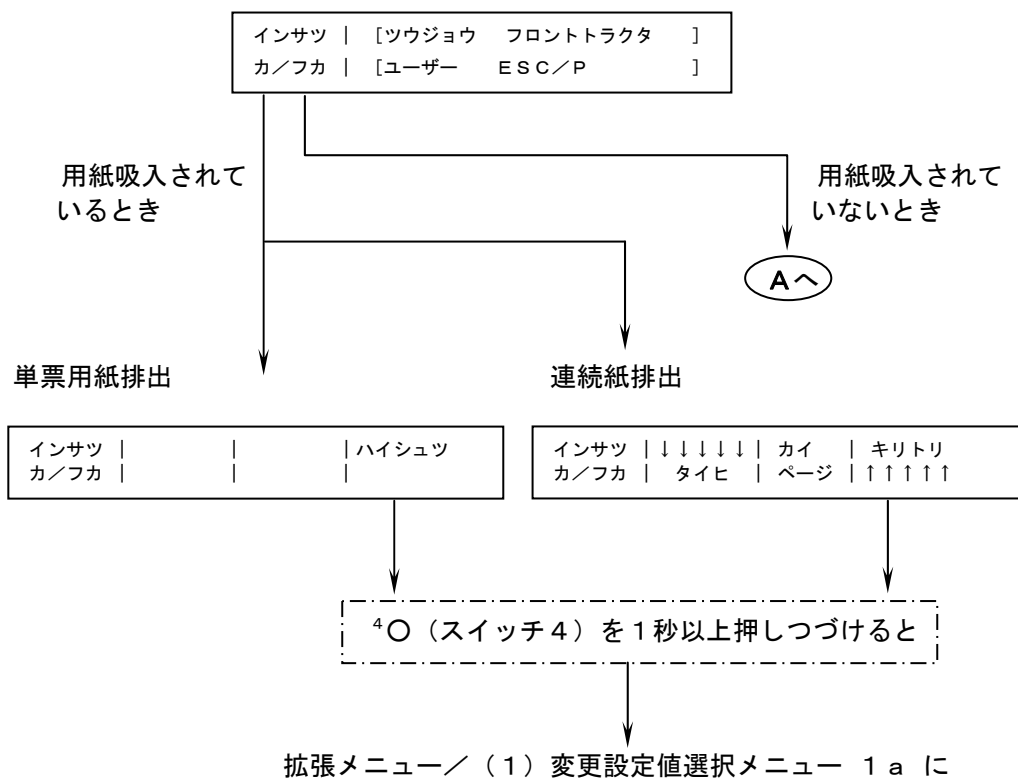 インサツ | [ツウジョウ フロントトラクタ ]
カ／フカ | [ユーザー ＥＳＣ／Ｐ ]
用紙吸入されて
いるとき
用紙吸入されて
いないとき
Ａへ
単票用紙排出
連続紙排出
インサツ | | |ハイシュツ
カ／フカ | | |
インサツ |↓↓↓↓↓| カイ | キリトリ
カ／フカ | タイヒ | ページ |↑↑↑↑↑
⁴○（スイッチ４）を１秒以上押しつづけると
拡張メニュー／（１）変更設定値選択メニュー １ａ に